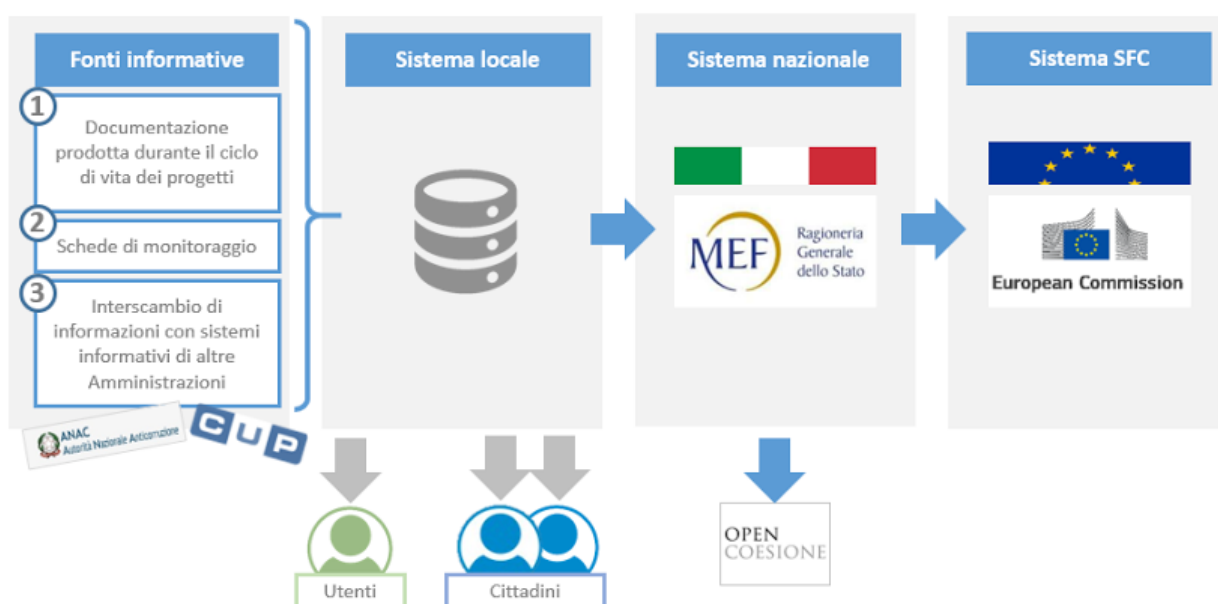 Fonti informative
1
Documentazione
prodotta durante il ciclo
di vita dei progetti
2
Schede di monitoraggio
3
Interscambio di
informazioni con sistemi
informativi di altre
Amministrazioni
ANAC
Autorità Nazionale Anticorruzione
CUP
Sistema locale
Utenti
Cittadini
Sistema nazionale
MEF
Ragioneria
Generale
dello Stato
OPEN
COESIONE
Sistema SFC
European Commission